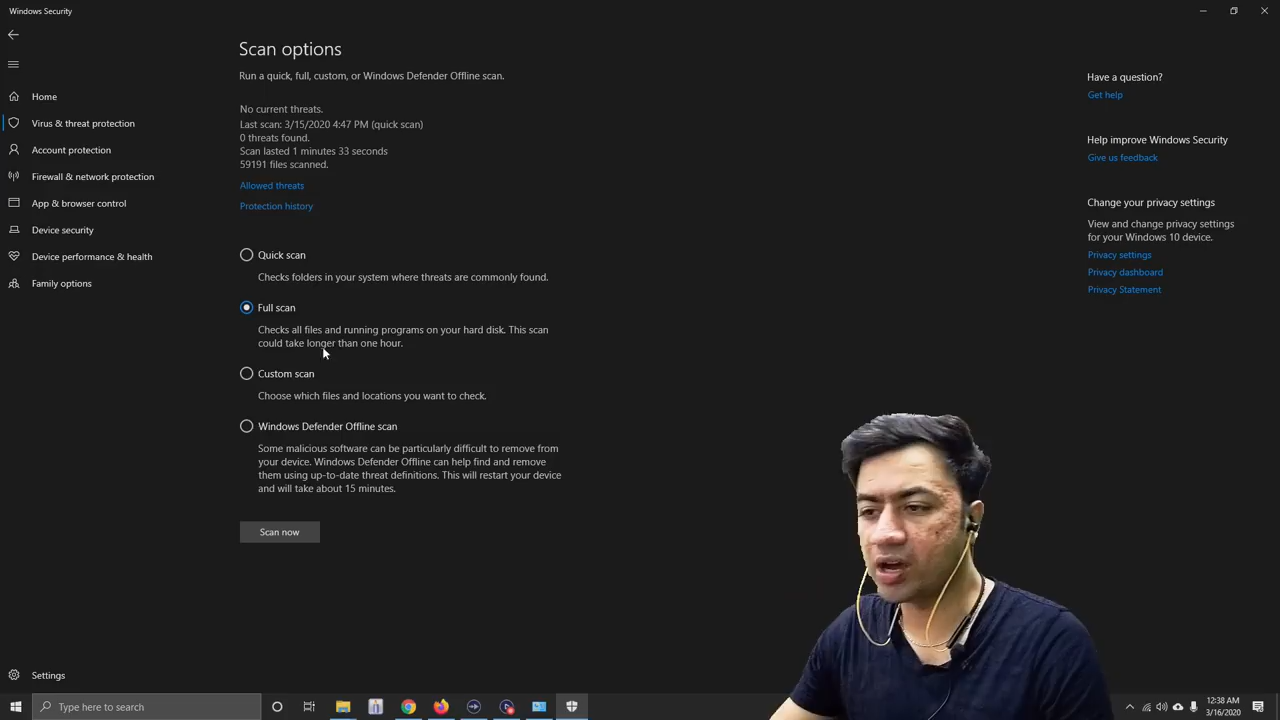 Windows Security
Home
Virus & threat protection
Account protection
Firewall & network protection
App & browser control
Device security
Device performance & health
Family options
Settings
Scan options
Run a quick, full, custom, or Windows Defender Offline scan.
No current threats.
Last scan: 3/15/2020 4:47 PM (quick scan)
0 threats found.
Scan lasted 1 minutes 33 seconds
59191 files scanned.
Allowed threats
Protection history
Quick scan
Checks folders in your system where threats are commonly found.
Full scan
Checks all files and running programs on your hard disk. This scan
could take longer than one hour.
Custom scan
Choose which files and locations you want to check.
Windows Defender Offline scan
Some malicious software can be particularly difficult to remove from
your device. Windows Defender Offline can help find and remove
them using up-to-date threat definitions. This will restart your device
and will take about 15 minutes.
Scan now
Have a question?
Get help
Help improve Windows Security
Give us feedback
Change your privacy settings
View and change privacy settings
for your Windows 10 device.
Privacy settings
Privacy dashboard
Privacy Statement
Type here to search
12:38 AM
3/16/2020